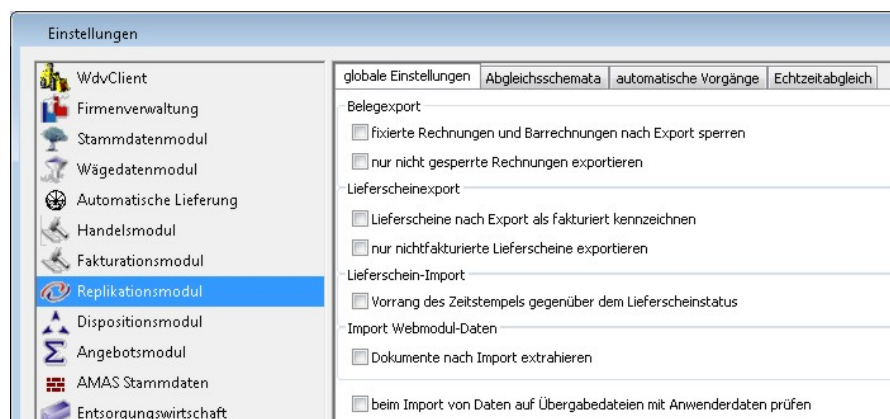 Einstellungen
WdvClient
Firmenverwaltung
Stammdatenmodul
Wägedatenmodul
Automatische Lieferung
Handelsmodul
Fakturationsmodul
Replikationsmodul
Dispositionsmodul
Angebotsmodul
AMAS Stammdaten
Entsorgungswirtschaft
globale Einstellungen Abgleichsschemata automatische Vorgänge Echtzeitabgleich
Belegexport
fixierte Rechnungen und Barrechnungen nach Export sperren
nur nicht gesperrte Rechnungen exportieren
Lieferscheinexport
Lieferscheine nach Export als fakturiert kennzeichnen
nur nichtfakturierte Lieferscheine exportieren
Lieferschein-Import
Vorrang des Zeitstempels gegenüber dem Lieferscheinstatus
Import Webmodul-Daten
Dokumente nach Import extrahieren
beim Import von Daten auf Übergabedateien mit Anwenderdaten prüfen